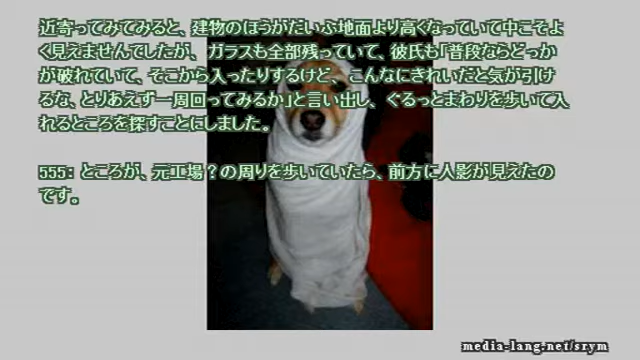 近寄ってみてみると、建物のほうがだいぶ地面より高くなっていて中こそよ
く見えませんでしたが、ガラスも全部残っていて、彼氏も「普段ならどっか
が破れていて、そこから入ったりするけど、こんなにきれいだと気が引け
るな、とりあえず一周回ってみるか」と言い出し、ぐるっとまわりを歩いて入
れるところを探すことにしました。
555: ところが、元工場？の周りを歩いていたら、前方に人影が見えたの
です。
media-lang.net/srym